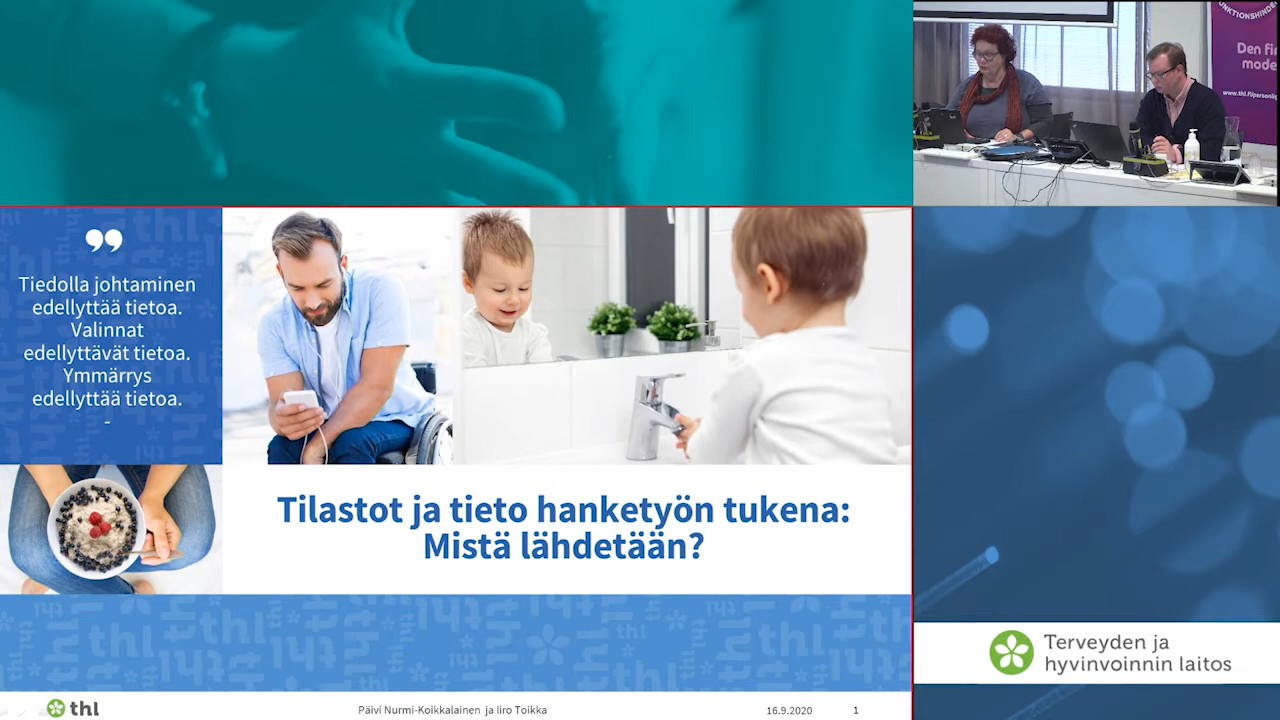 UNKTIONSHINDE
Den fi
mode
www.thl.fi/personlig
Tiedolla johtaminen
edellyttää tietoa.
Valinnat
edellyttävät tietoa.
Ymmärrys
edellyttää tietoa.
-
Tilastot ja tieto hanketyön tukena:
Mistä lähdetään?
Terveyden ja
hyvinvoinnin laitos
thl
Päivi Nurmi-Koikkalainen ja Iiro Toikka
16.9.2020
1